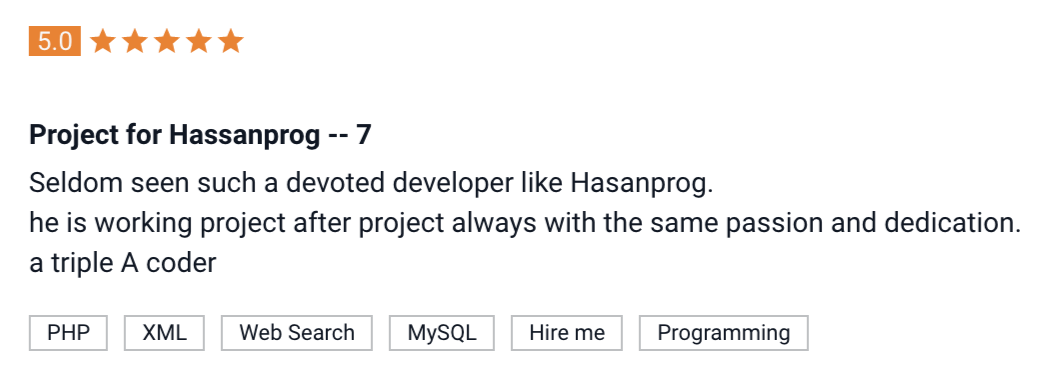 5.0
Project for Hassanprog -- 7
Seldom seen such a devoted developer like Hasanprog.
he is working project after project always with the same passion and dedication.
a triple A coder
PHP XML Web Search MySQL Hire me Programming